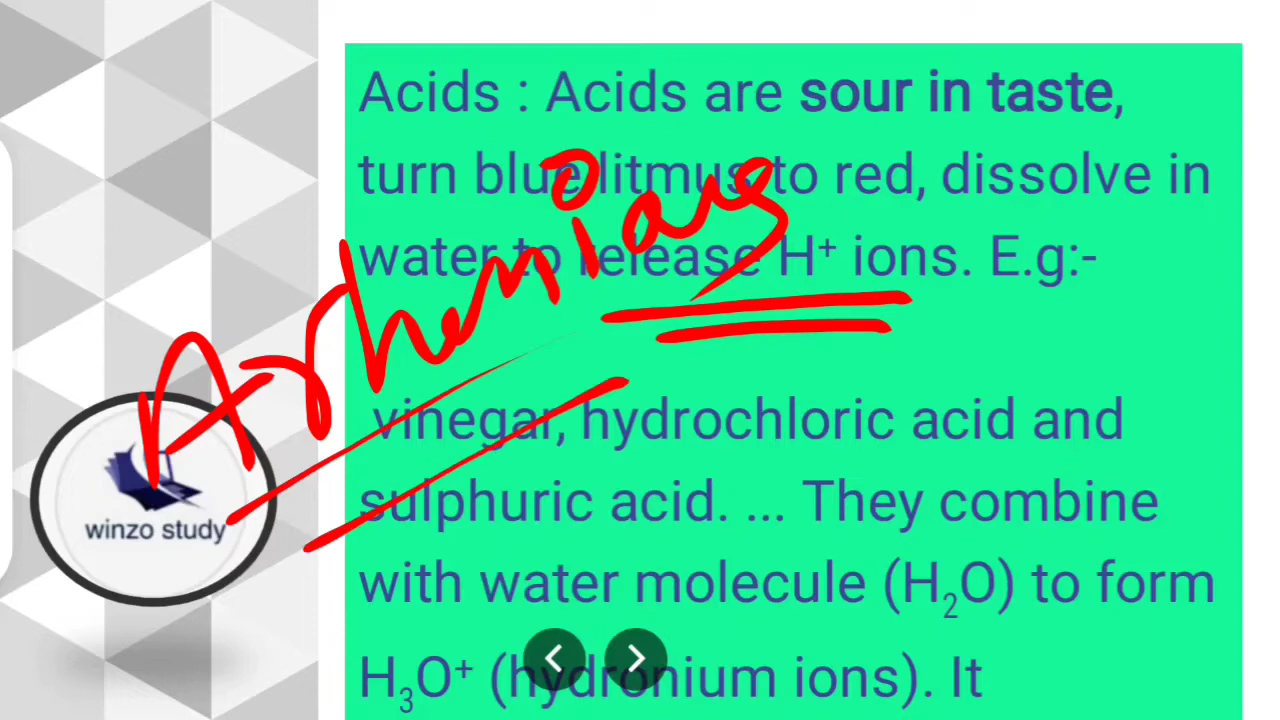 Acids : Acids are sour in taste,
turn blue litmus to red, dissolve in
water to release H⁺ ions. E.g:-
Arhenians
vinegar, hydrochloric acid and
sulphuric acid. ... They combine
with water molecule (H₂O) to form
H₃O⁺ (hydronium ions). It
winzo study